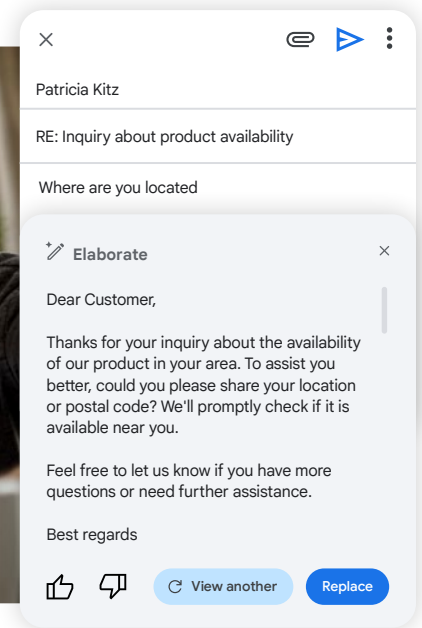 Patricia Kitz
RE: Inquiry about product availability
Where are you located
Elaborate
Dear Customer,
Thanks for your inquiry about the availability
of our product in your area. To assist you
better, could you please share your location
or postal code? We'll promptly check if it is
available near you.
Feel free to let us know if you have more
questions or need further assistance.
Best regards
View another
Replace